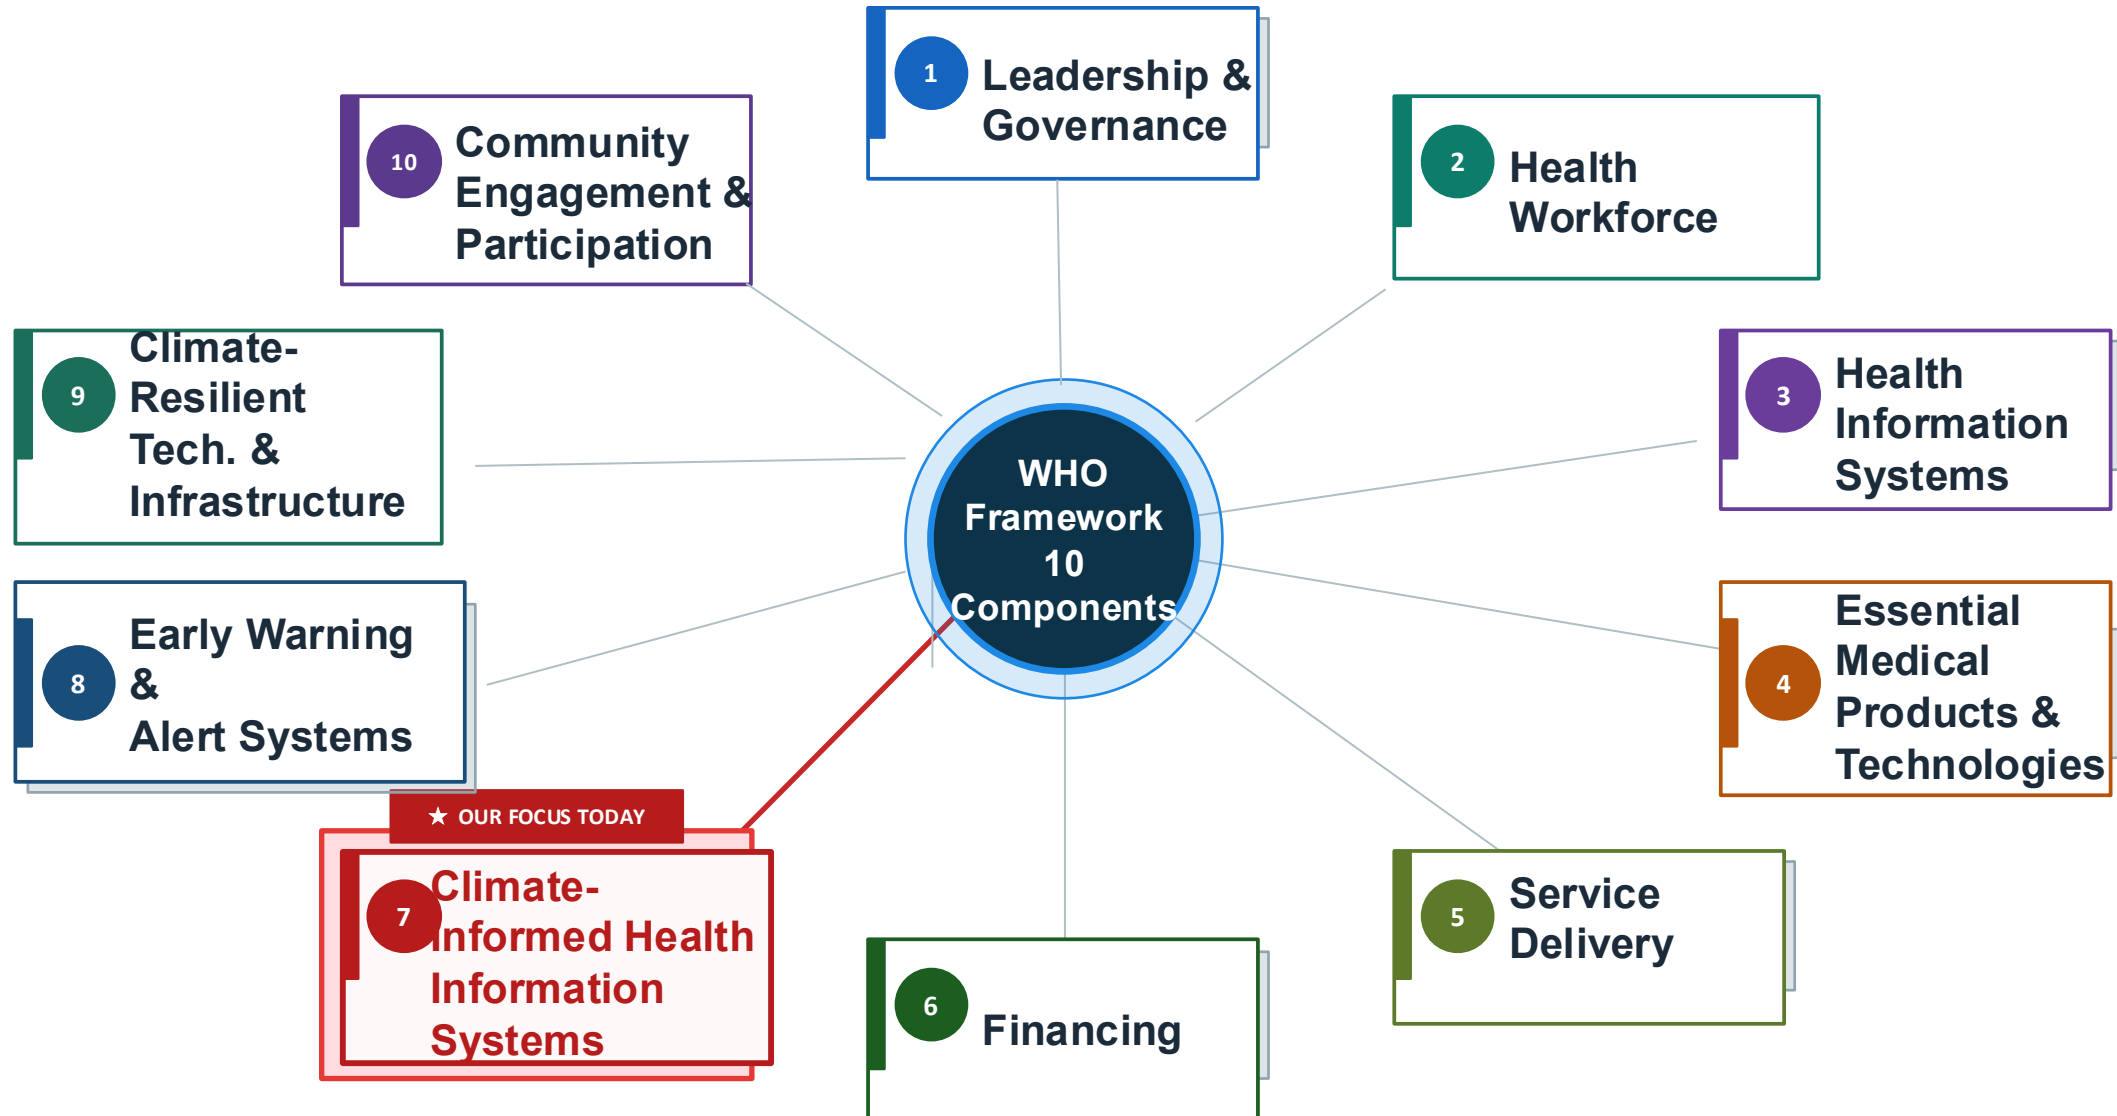 WHO
Framework
10
Components
1
Leadership &
Governance
2
Health
Workforce
3
Health
Information
Systems
4
Essential
Medical
Products &
Technologies
5
Service
Delivery
6
Financing
★ OUR FOCUS TODAY
7
Climate-
Informed Health
Information
Systems
8
Early Warning
&
Alert Systems
9
Climate-
Resilient
Tech. &
Infrastructure
10
Community
Engagement &
Participation